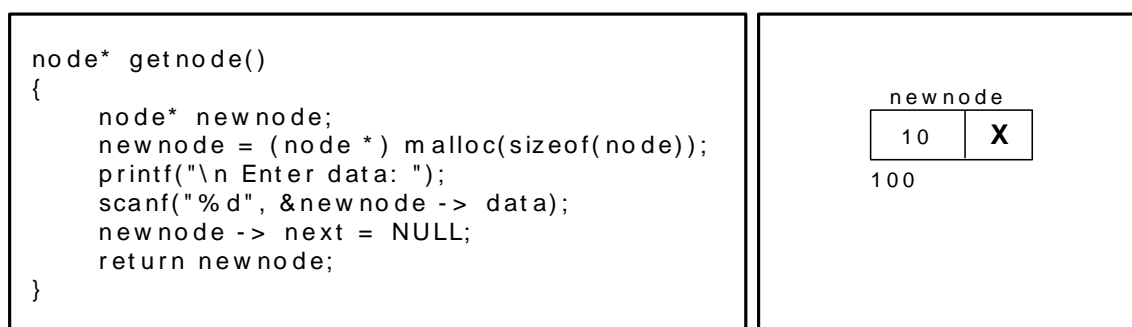 node* getnode()
{
node* newnode;
newnode = (node *) malloc(sizeof(node));
printf("\n Enter data: ");
scanf("%d", &newnode -> data);
newnode -> next = NULL;
return newnode;
}
newnode
10 X
100